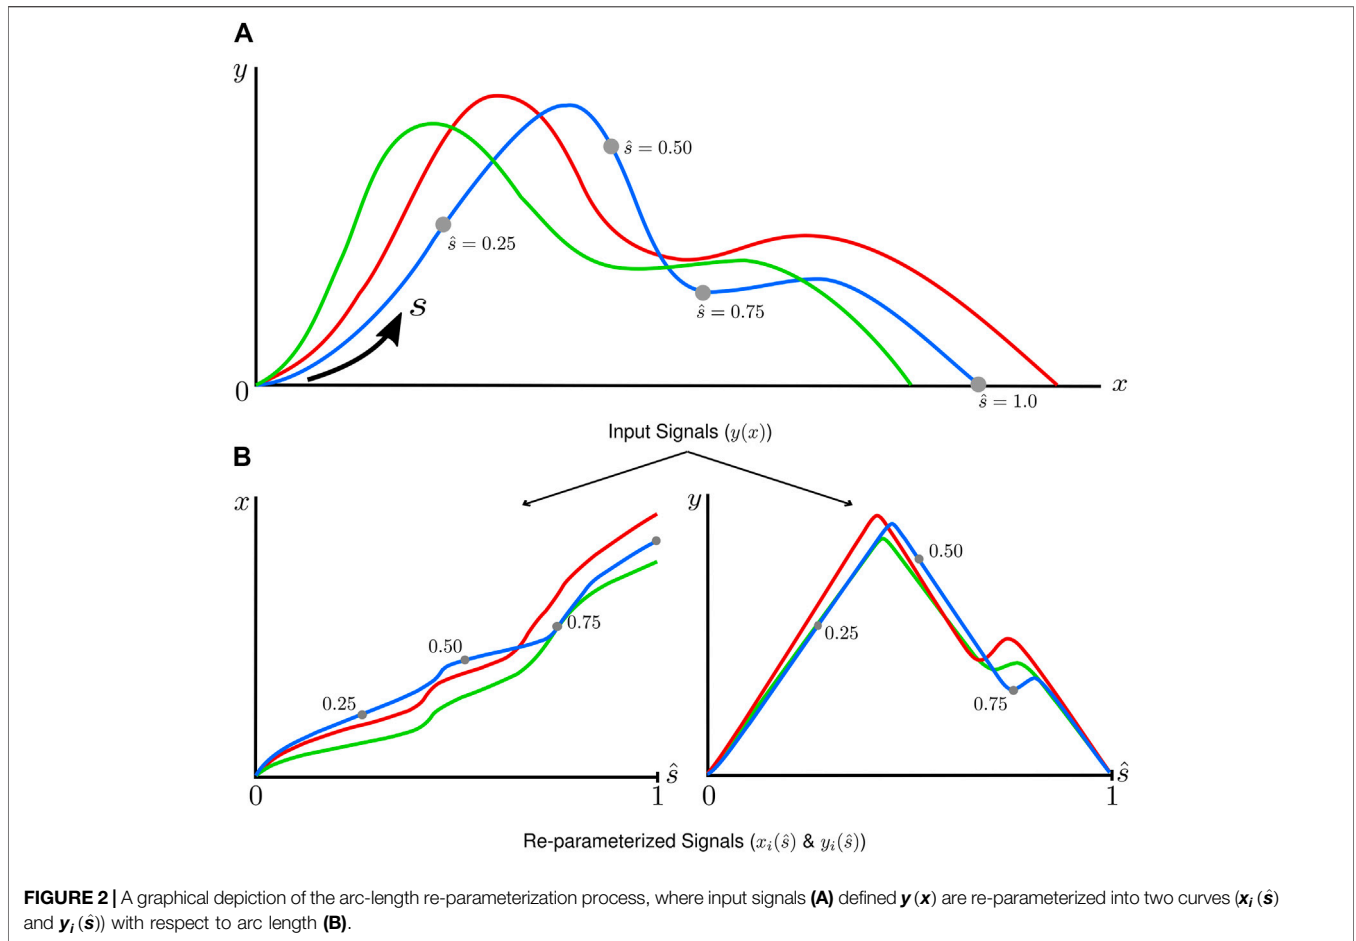 A
y
ŝ = 0.50
ŝ = 0.25
s
ŝ = 0.75
0
x
ŝ = 1.0
Input Signals (y(x))
B
x
y
0.50
0.50
0.75
0.25
0.25
0.75
ŝ
ŝ
0
1
0
1
Re-parameterized Signals (xᵢ(ŝ) & yᵢ(ŝ))
FIGURE 2 | A graphical depiction of the arc-length re-parameterization process, where input signals (A) defined y (x) are re-parameterized into two curves (xᵢ (ŝ)
and yᵢ (ŝ)) with respect to arc length (B).